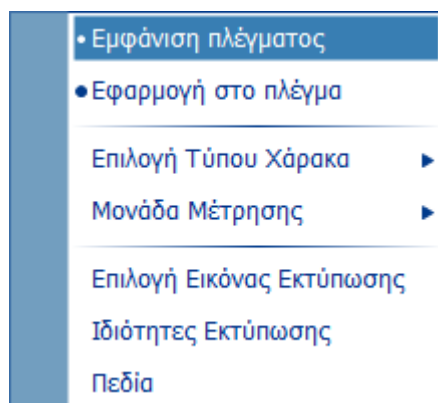 Εμφάνιση πλέγματος
Εφαρμογή στο πλέγμα
Επιλογή Τύπου Χάρακα
Μονάδα Μέτρησης
Επιλογή Εικόνας Εκτύπωσης
Ιδιότητες Εκτύπωσης
Πεδία